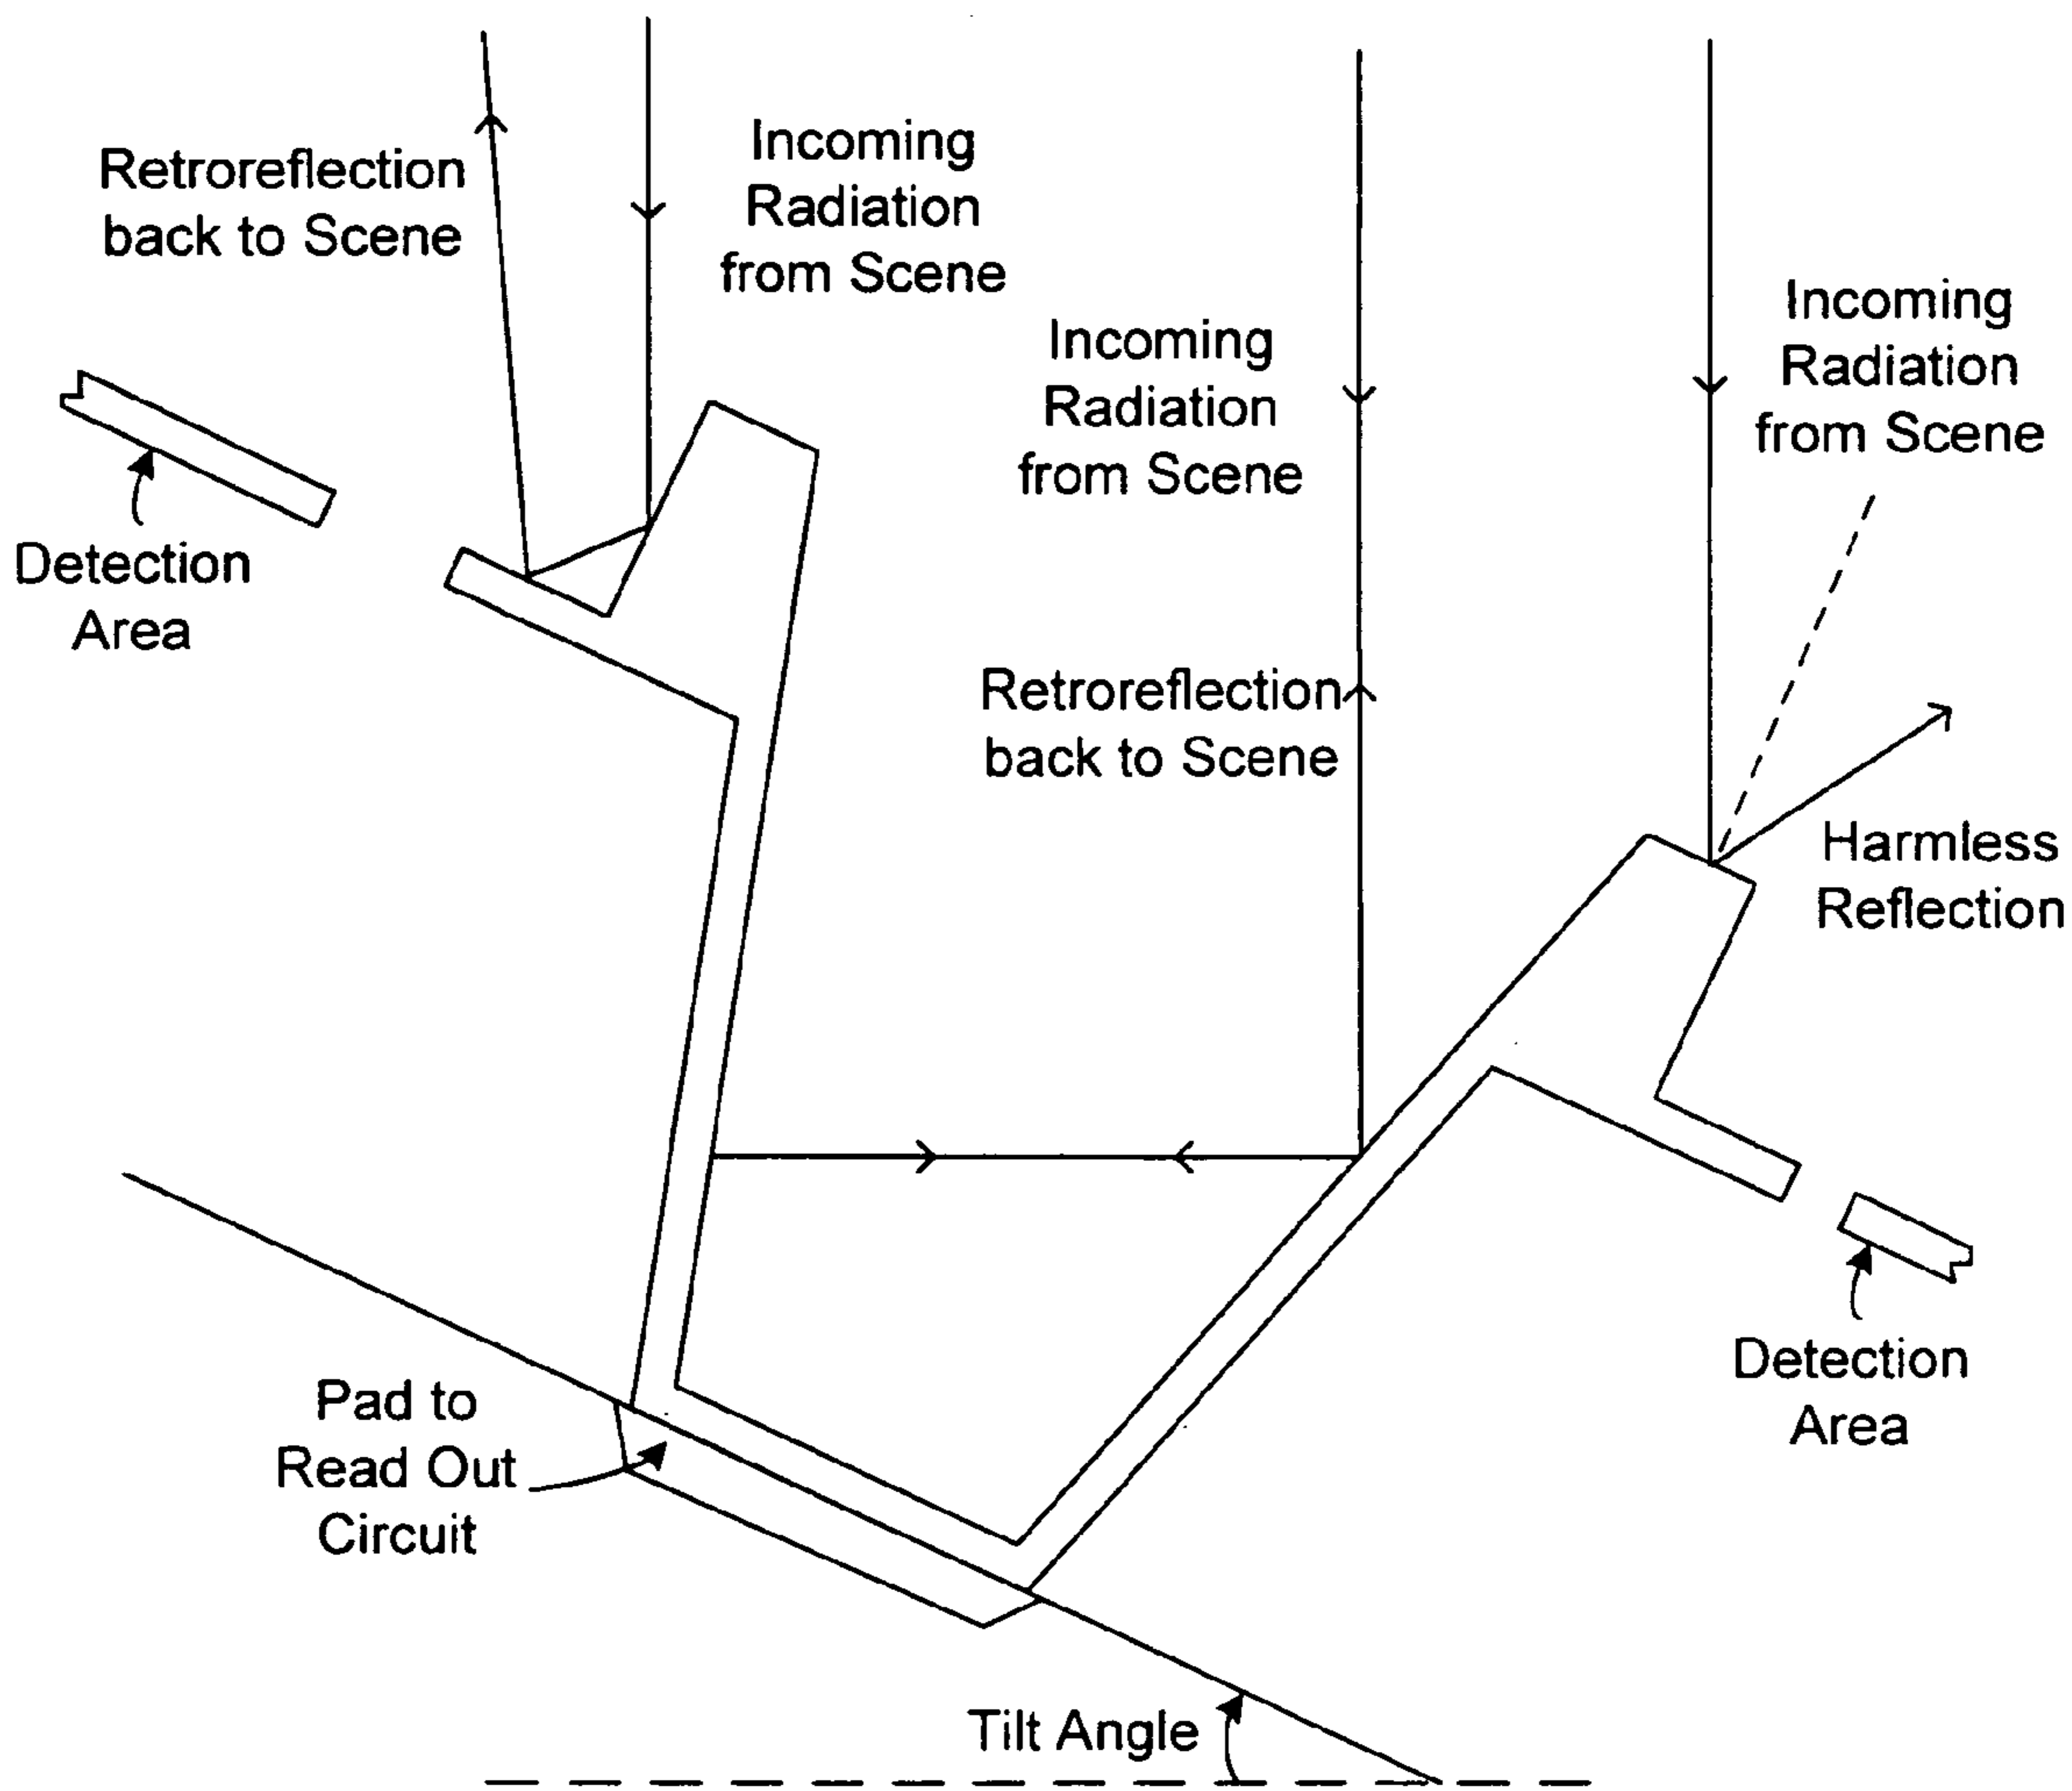 Retroreflection
back to Scene
Incoming
Radiation
from Scene
Incoming
Radiation
from Scene
Incoming
Radiation
from Scene
Detection
Area
Retroreflection
back to Scene
Harmless
Reflection
Detection
Area
Pad to
Read Out
Circuit
Tilt Angle